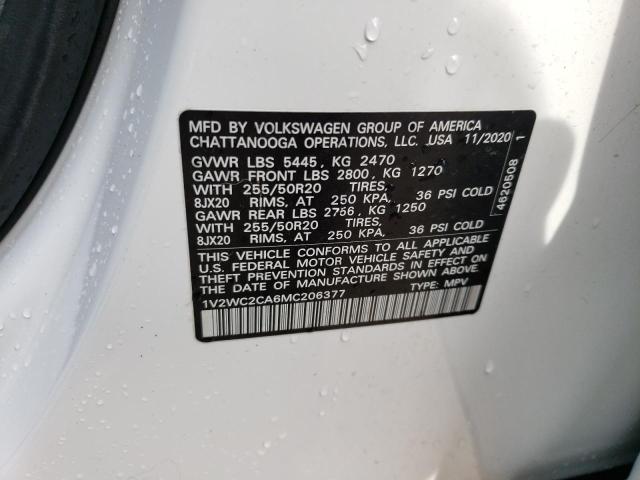 MFD BY VOLKSWAGEN GROUP OF AMERICA
CHATTANOOGA OPERATIONS, LLC. USA 11/2020
GVWR LBS 5445, KG 2470
GAWR FRONT LBS 2800, KG 1270
WITH 255/50R20 TIRES,
8JX20 RIMS, AT 250 KPA, 36 PSI COLD
GAWR REAR LBS 2756, KG 1250
WITH 255/50R20 TIRES,
8JX20 RIMS, AT 250 KPA, 36 PSI COLD
THIS VEHICLE CONFORMS TO ALL APPLICABLE
U.S. FEDERAL MOTOR VEHICLE SAFETY AND
THEFT PREVENTION STANDARDS IN EFFECT ON
THE DATE OF MANUFACTURE SHOWN ABOVE.
1V2WC2CA6MC206377 TYPE: MPV
4620508 1